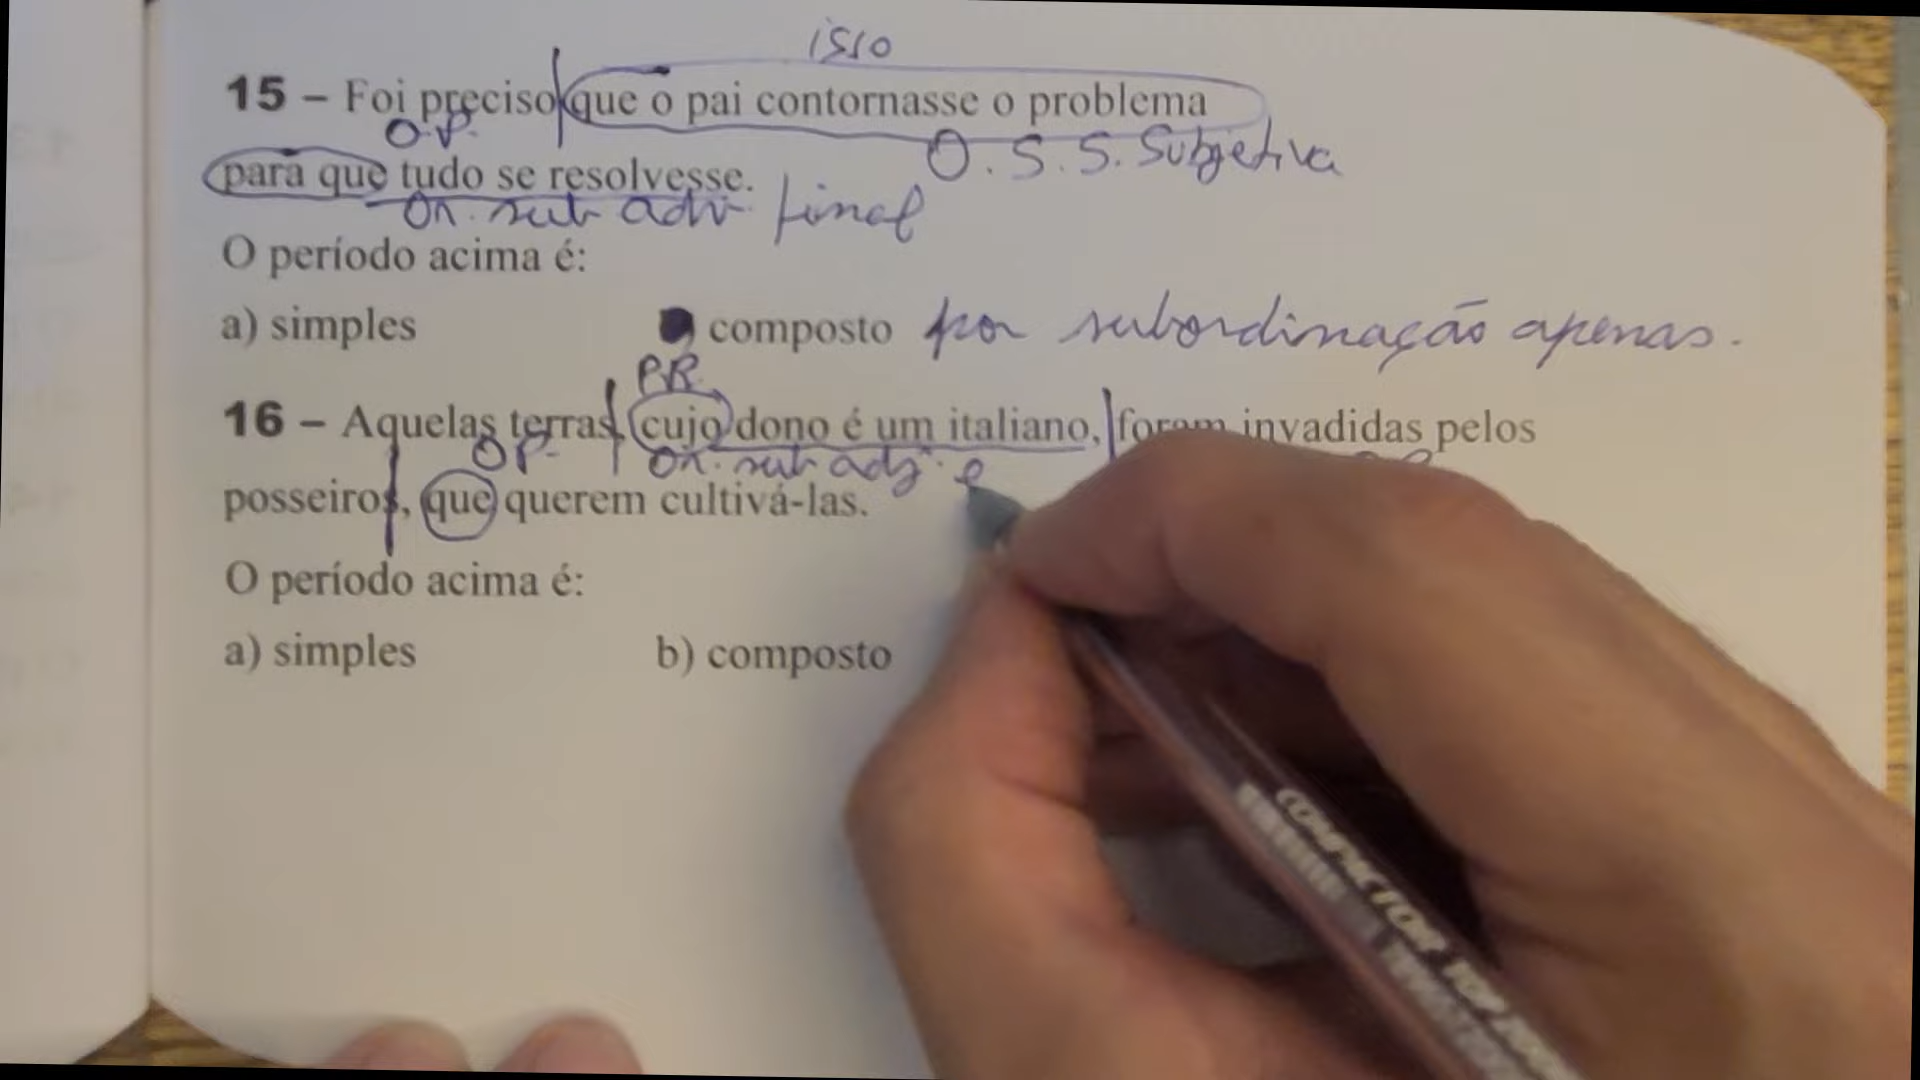 isso
15 – Foi preciso que o pai contornasse o problema
O.P. O.S.S. Subjetiva
para que tudo se resolvesse.
Or. sub adv. final
O período acima é:
a) simples composto por subordinação apenas.
P.R.
16 – Aquelas terras, cujo dono é um italiano, foram invadidas pelos
OP. Or. sub adj. e
posseiros, que querem cultivá-las.
O período acima é:
a) simples b) composto
COMPACTOR